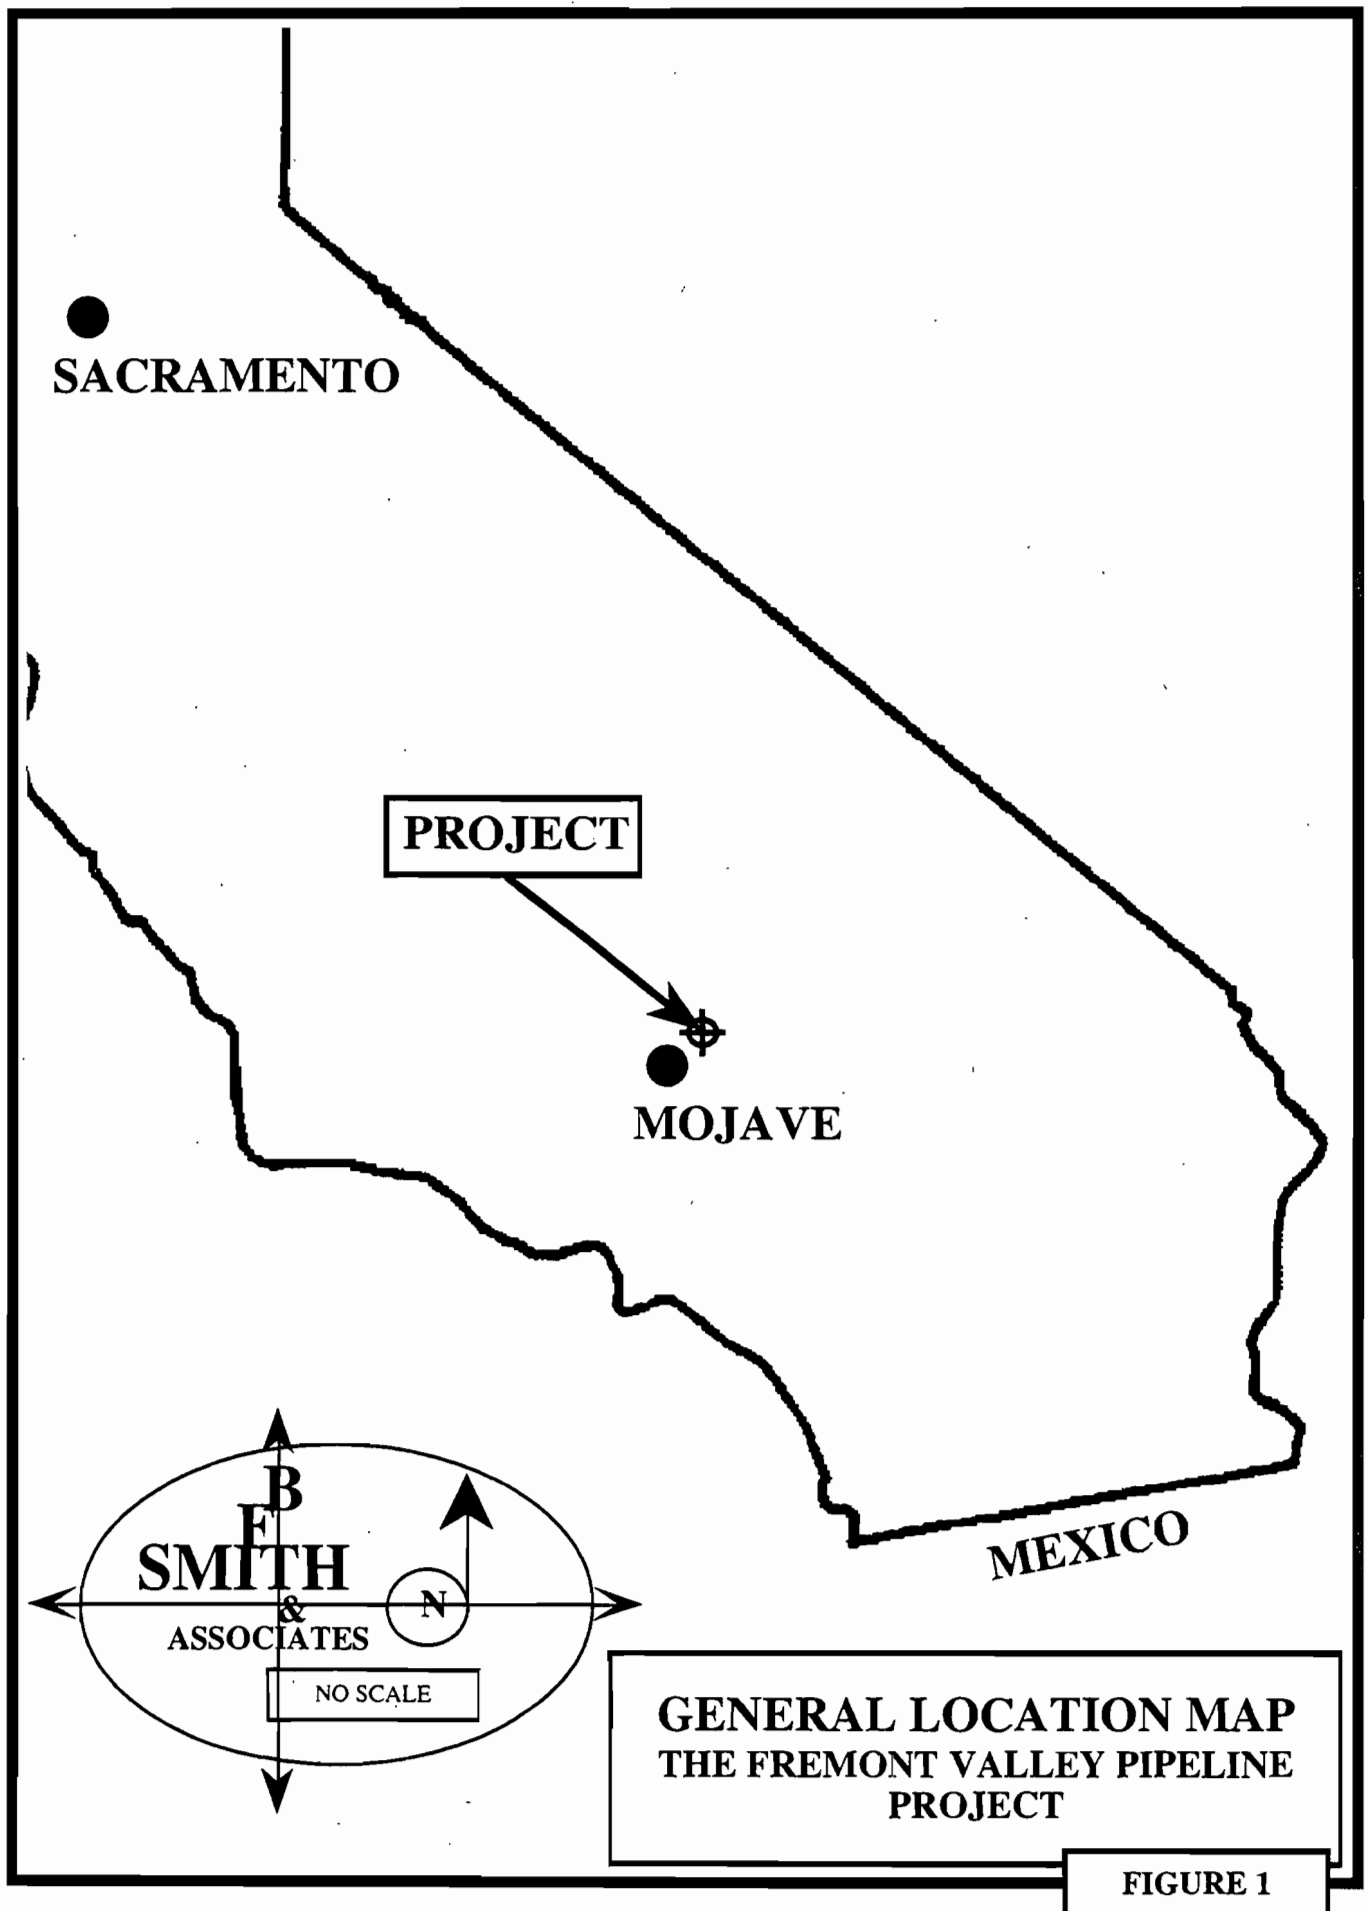 SACRAMENTO
PROJECT
MOJAVE
MEXICO
B
F
SMITH
&
ASSOCIATES
N
NO SCALE
GENERAL LOCATION MAP
THE FREMONT VALLEY PIPELINE
PROJECT
FIGURE 1